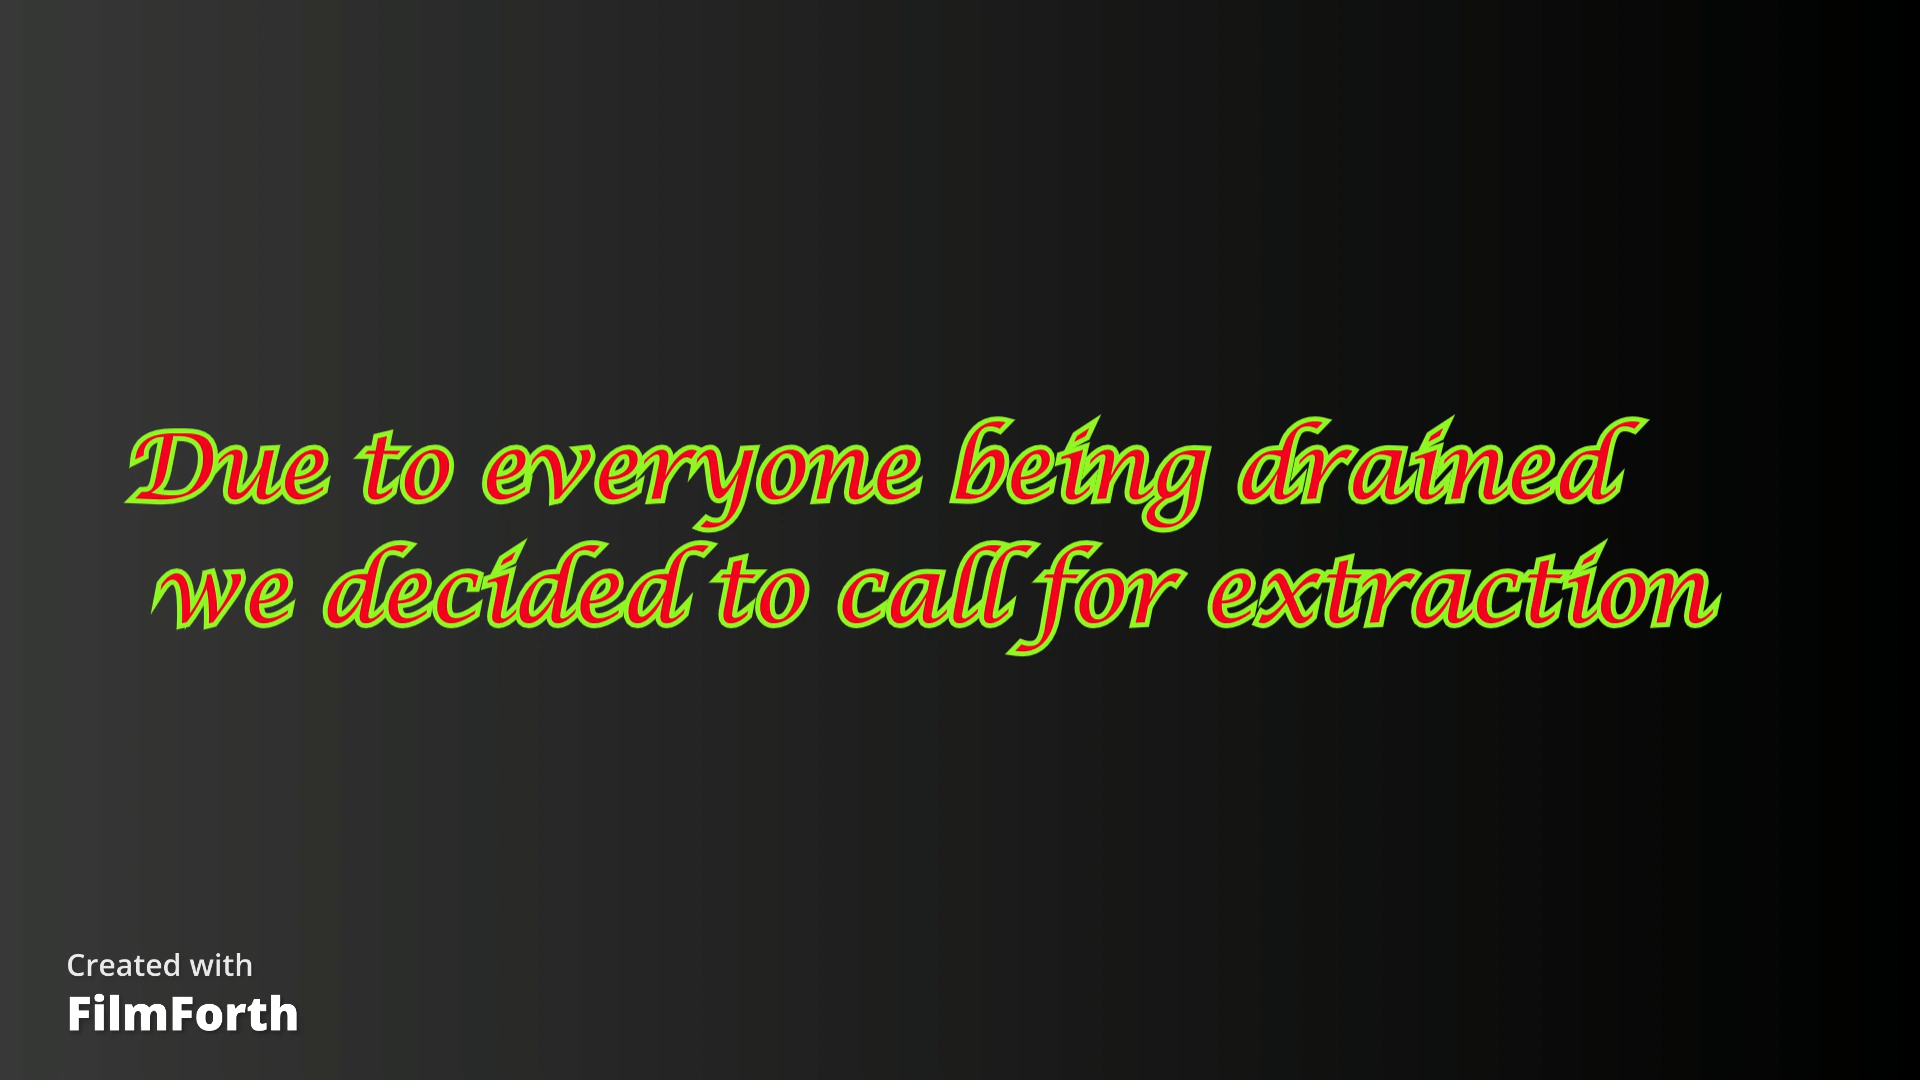 Due to everyone being drained
we decided to call for extraction
Created with
FilmForth